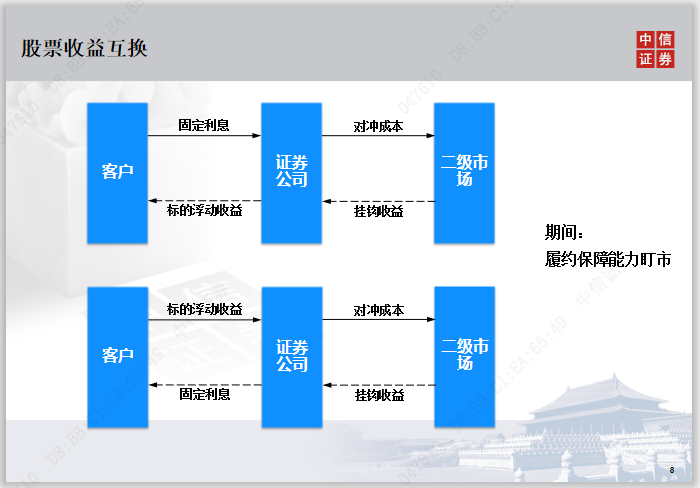 股票收益互换
中信
证券
客户
固定利息
标的浮动收益
证券
公司
对冲成本
挂钩收益
二级市
场
期间：
履约保障能力盯市
客户
标的浮动收益
固定利息
证券
公司
对冲成本
挂钩收益
二级市
场
8